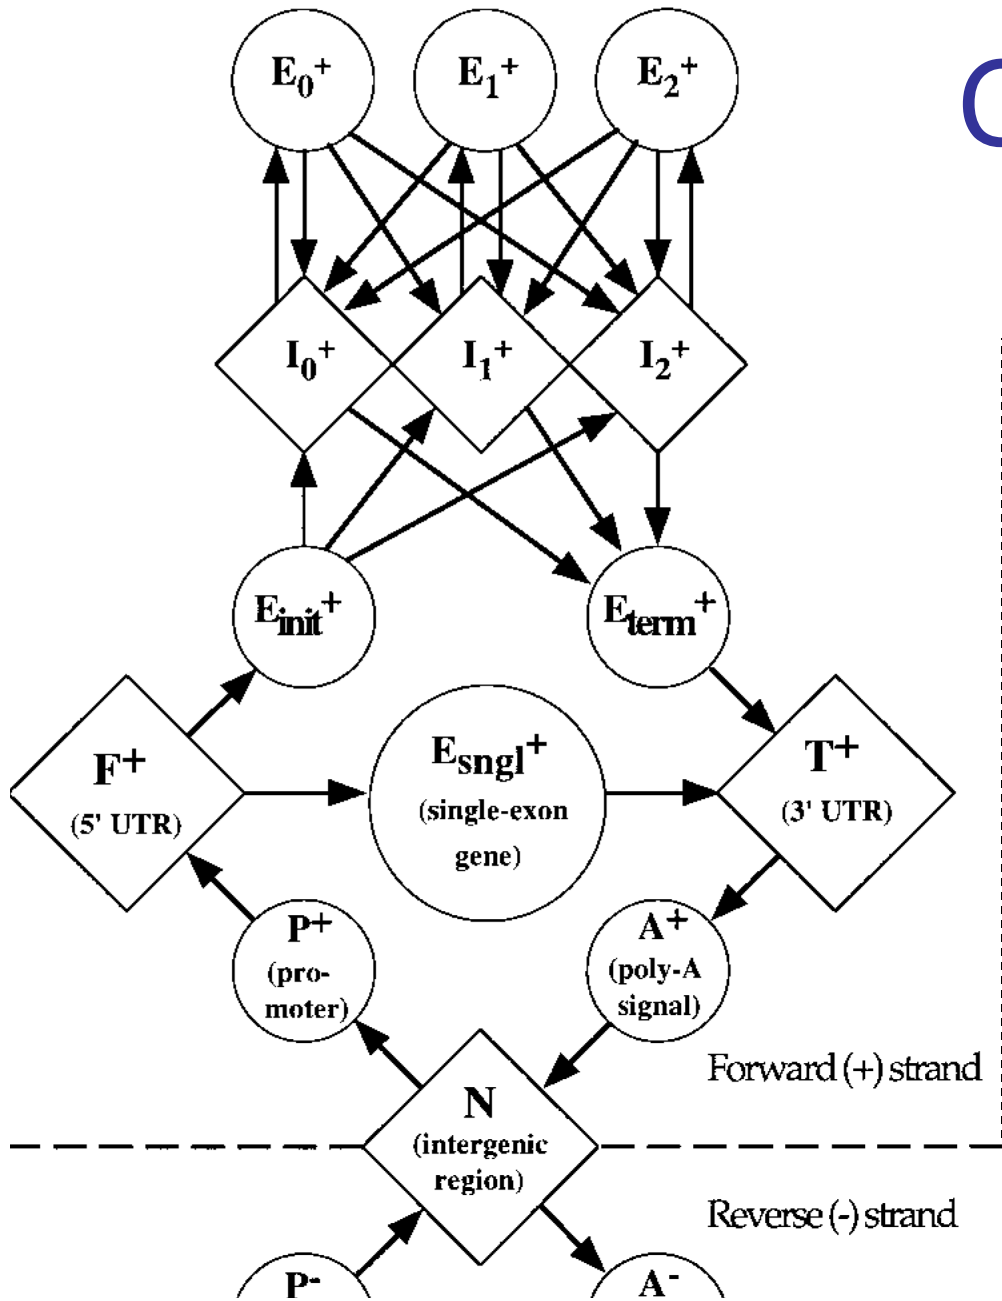 E0+ E1+ E2+
I0+ I1+ I2+
Einit+ Eterm+
F+
(5' UTR)
Esngl+
(single-exon
gene)
T+
(3' UTR)
P+
(pro-
moter)
A+
(poly-A
signal)
Forward (+) strand
N
(intergenic
region)
Reverse (-) strand
P- A-